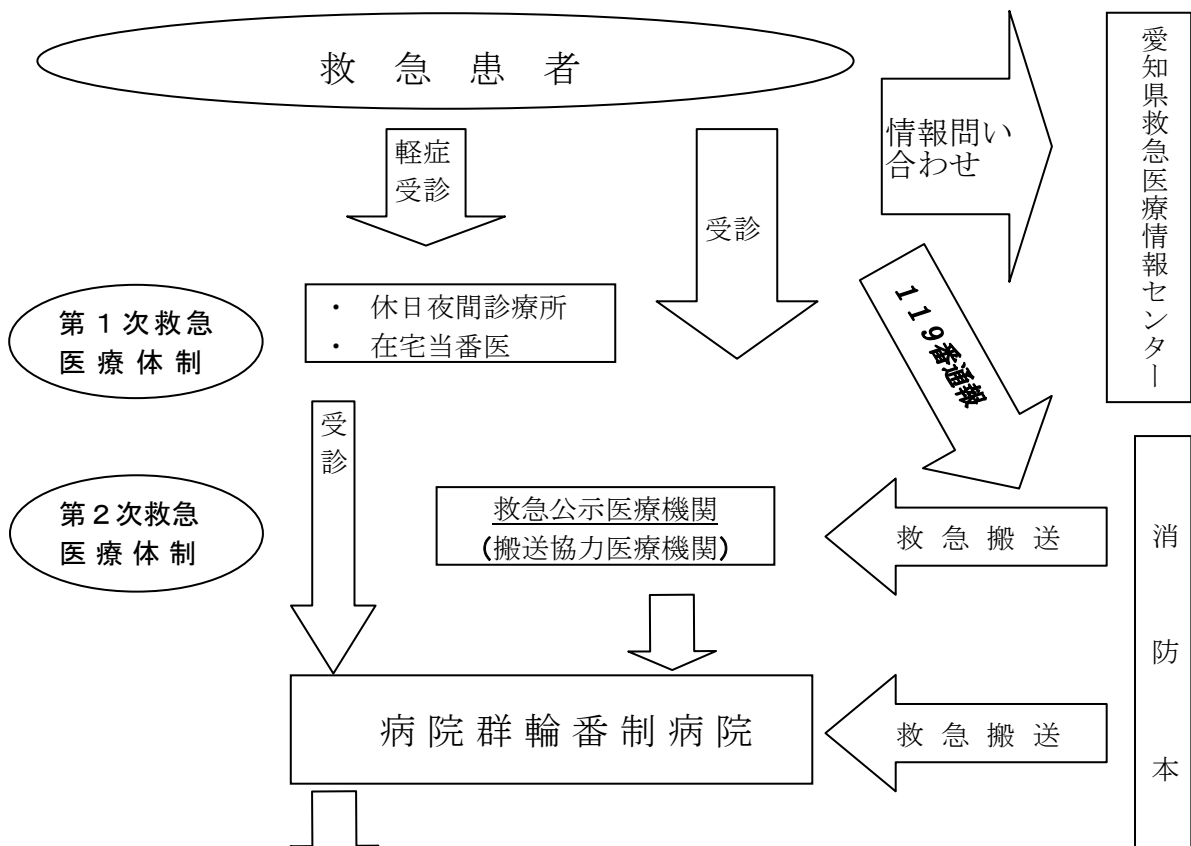 救急患者
軽症
受診
受診
情報問い
合わせ
愛知県救急医療情報センター
119番通報
第1次救急
医療体制
・ 休日夜間診療所
・ 在宅当番医
受診
第2次救急
医療体制
救急公示医療機関
(搬送協力医療機関)
救急搬送
消防本
病院群輪番制病院
救急搬送